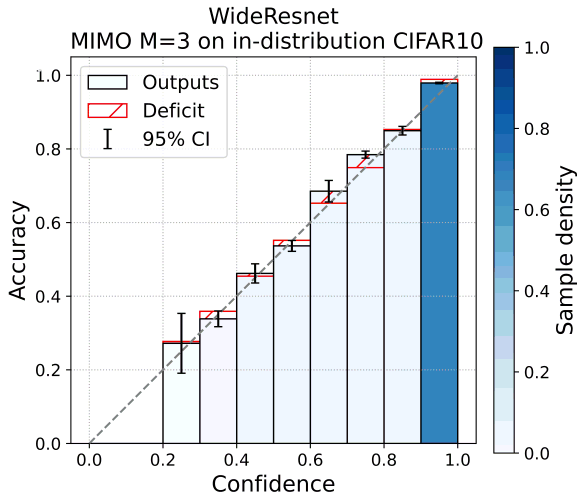 WideResnet
MIMO M=3 on in-distribution CIFAR10
Outputs
Deficit
95% CI
1.0
0.8
0.6
0.4
0.2
0.0
Accuracy
0.0
0.2
0.4
0.6
0.8
1.0
Confidence
1.0
0.8
0.6
0.4
0.2
0.0
Sample density